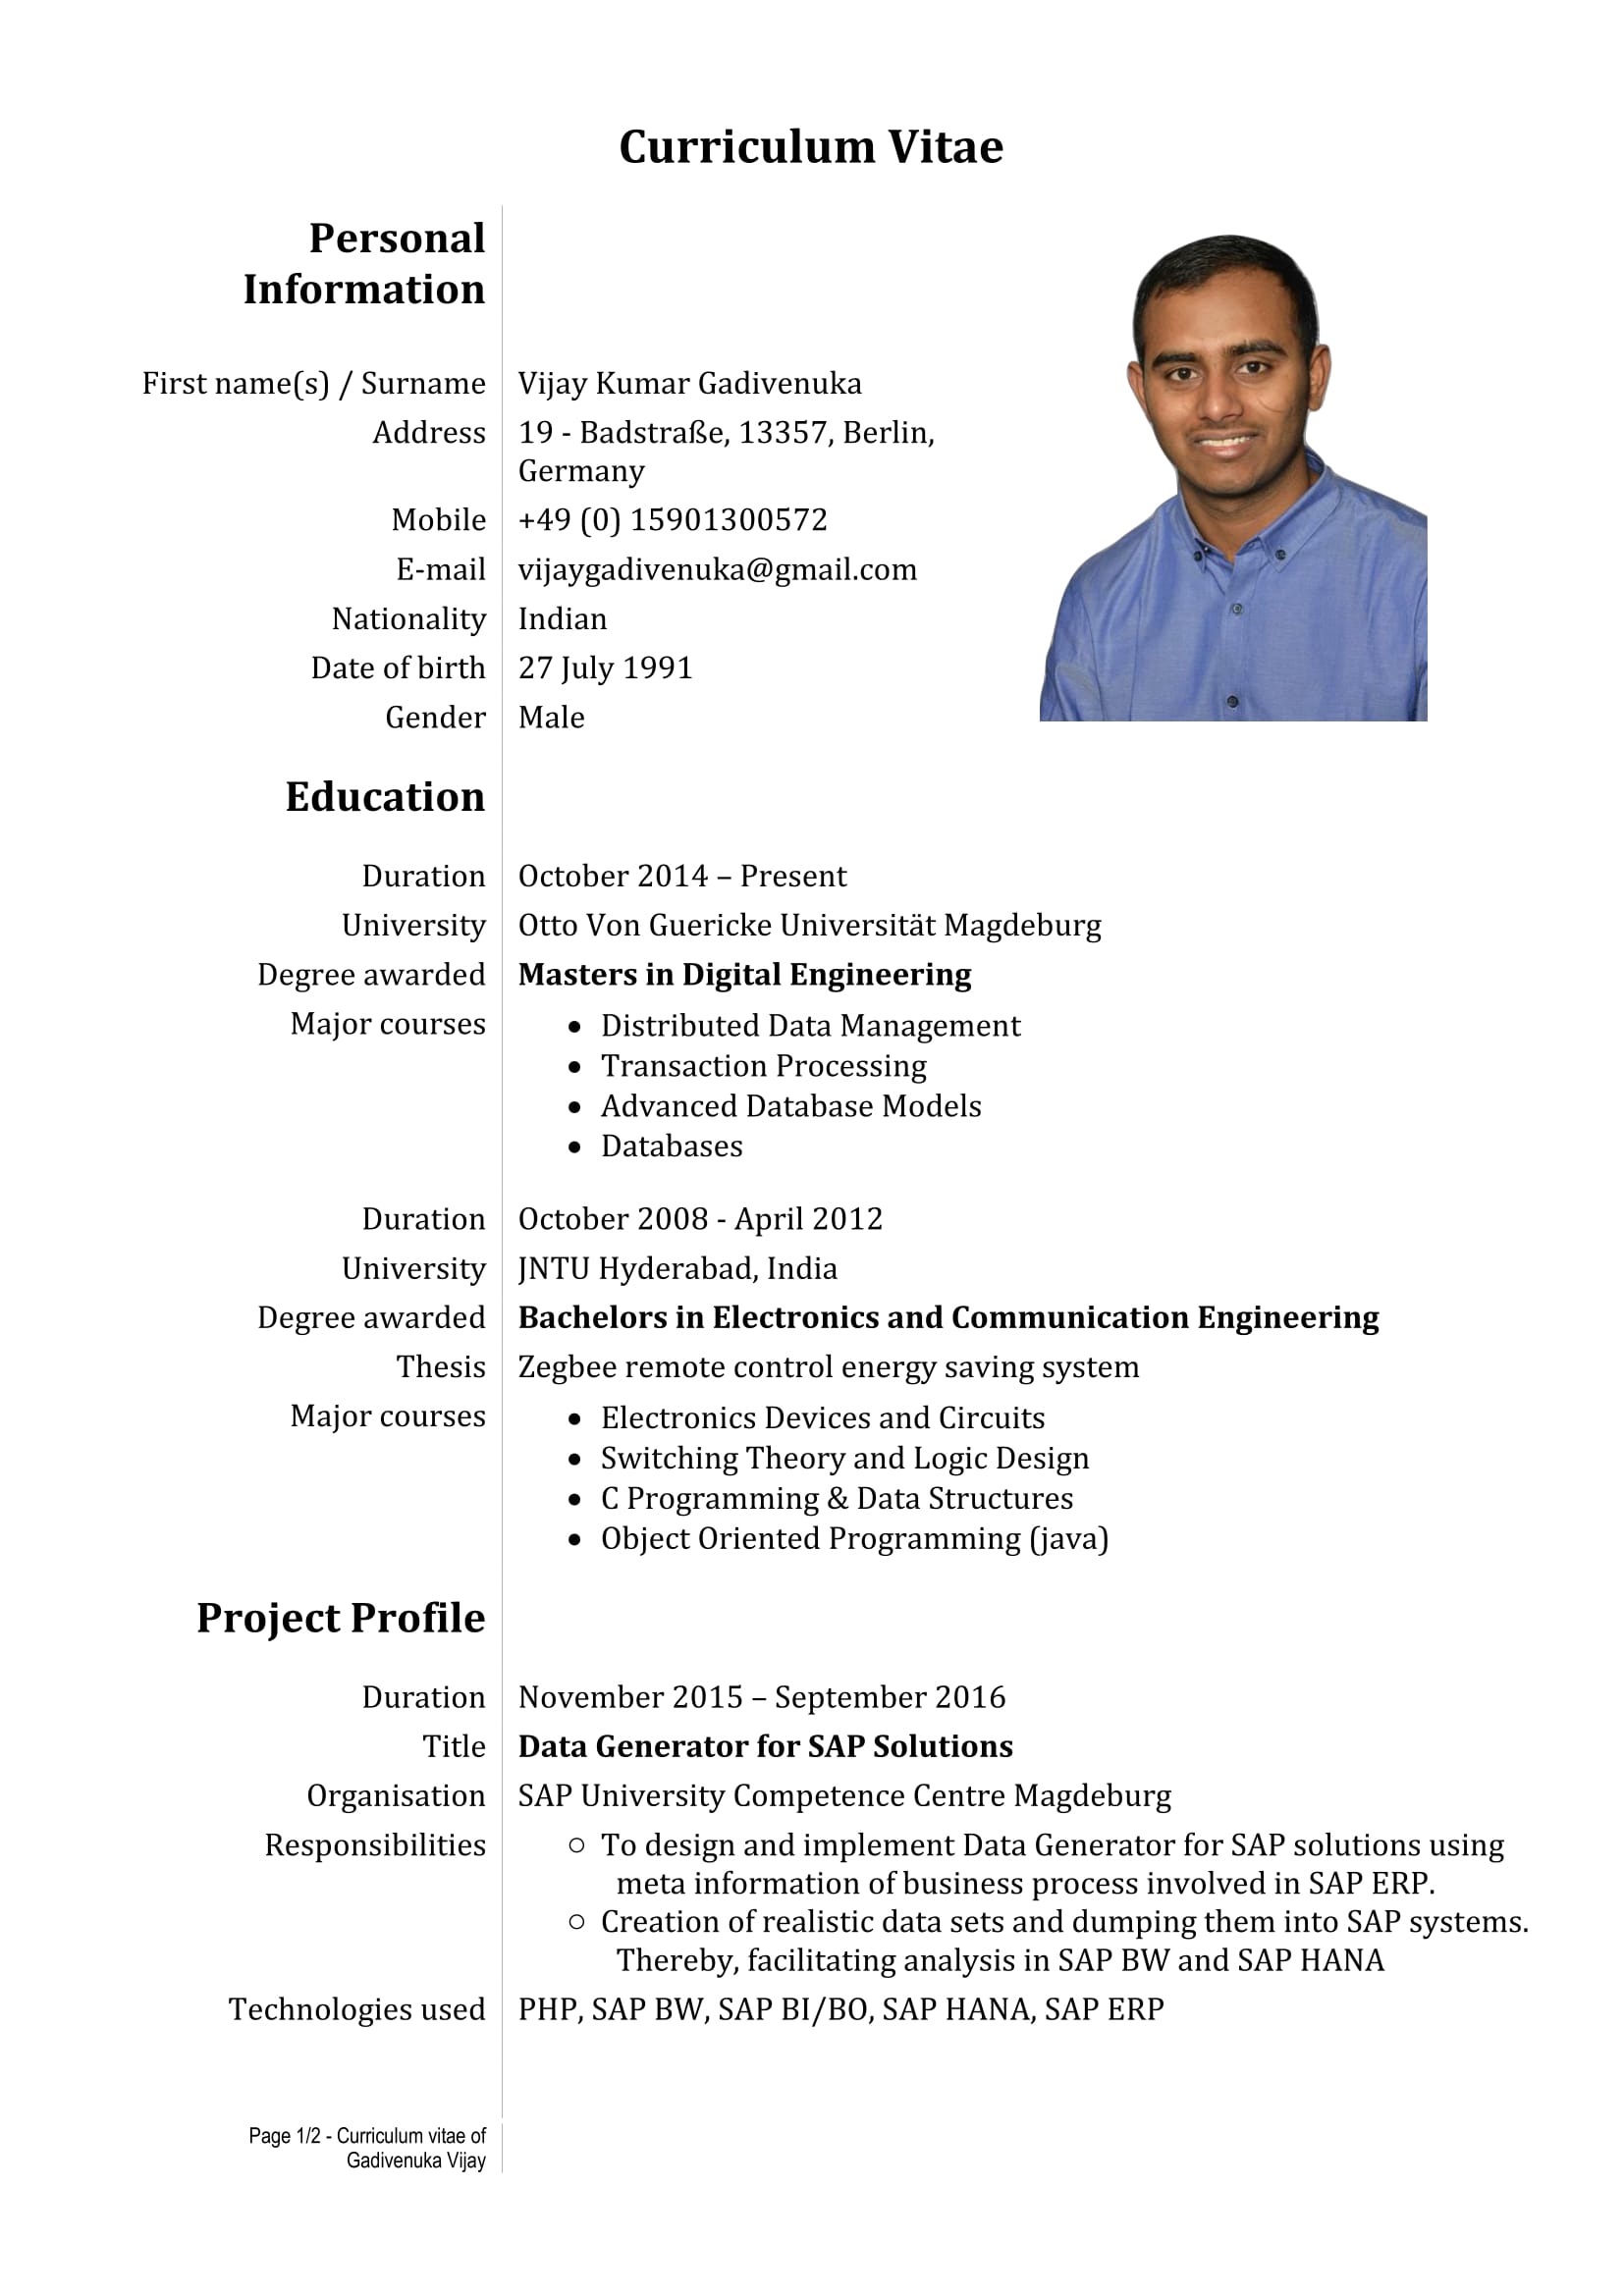 Curriculum Vitae
Personal
Information
First name(s) / Surname Vijay Kumar Gadivenuka
Address 19 - Badstraße, 13357, Berlin,
Germany
Mobile +49 (0) 15901300572
E-mail vijaygadivenuka@gmail.com
Nationality Indian
Date of birth 27 July 1991
Gender Male
Education
Duration October 2014 – Present
University Otto Von Guericke Universität Magdeburg
Degree awarded Masters in Digital Engineering
Major courses • Distributed Data Management
• Transaction Processing
• Advanced Database Models
• Databases
Duration October 2008 - April 2012
University JNTU Hyderabad, India
Degree awarded Bachelors in Electronics and Communication Engineering
Thesis Zegbee remote control energy saving system
Major courses • Electronics Devices and Circuits
• Switching Theory and Logic Design
• C Programming & Data Structures
• Object Oriented Programming (java)
Project Profile
Duration November 2015 – September 2016
Title Data Generator for SAP Solutions
Organisation SAP University Competence Centre Magdeburg
Responsibilities ○ To design and implement Data Generator for SAP solutions using
meta information of business process involved in SAP ERP.
○ Creation of realistic data sets and dumping them into SAP systems.
Thereby, facilitating analysis in SAP BW and SAP HANA
Technologies used PHP, SAP BW, SAP BI/BO, SAP HANA, SAP ERP
Page 1/2 - Curriculum vitae of
Gadivenuka Vijay